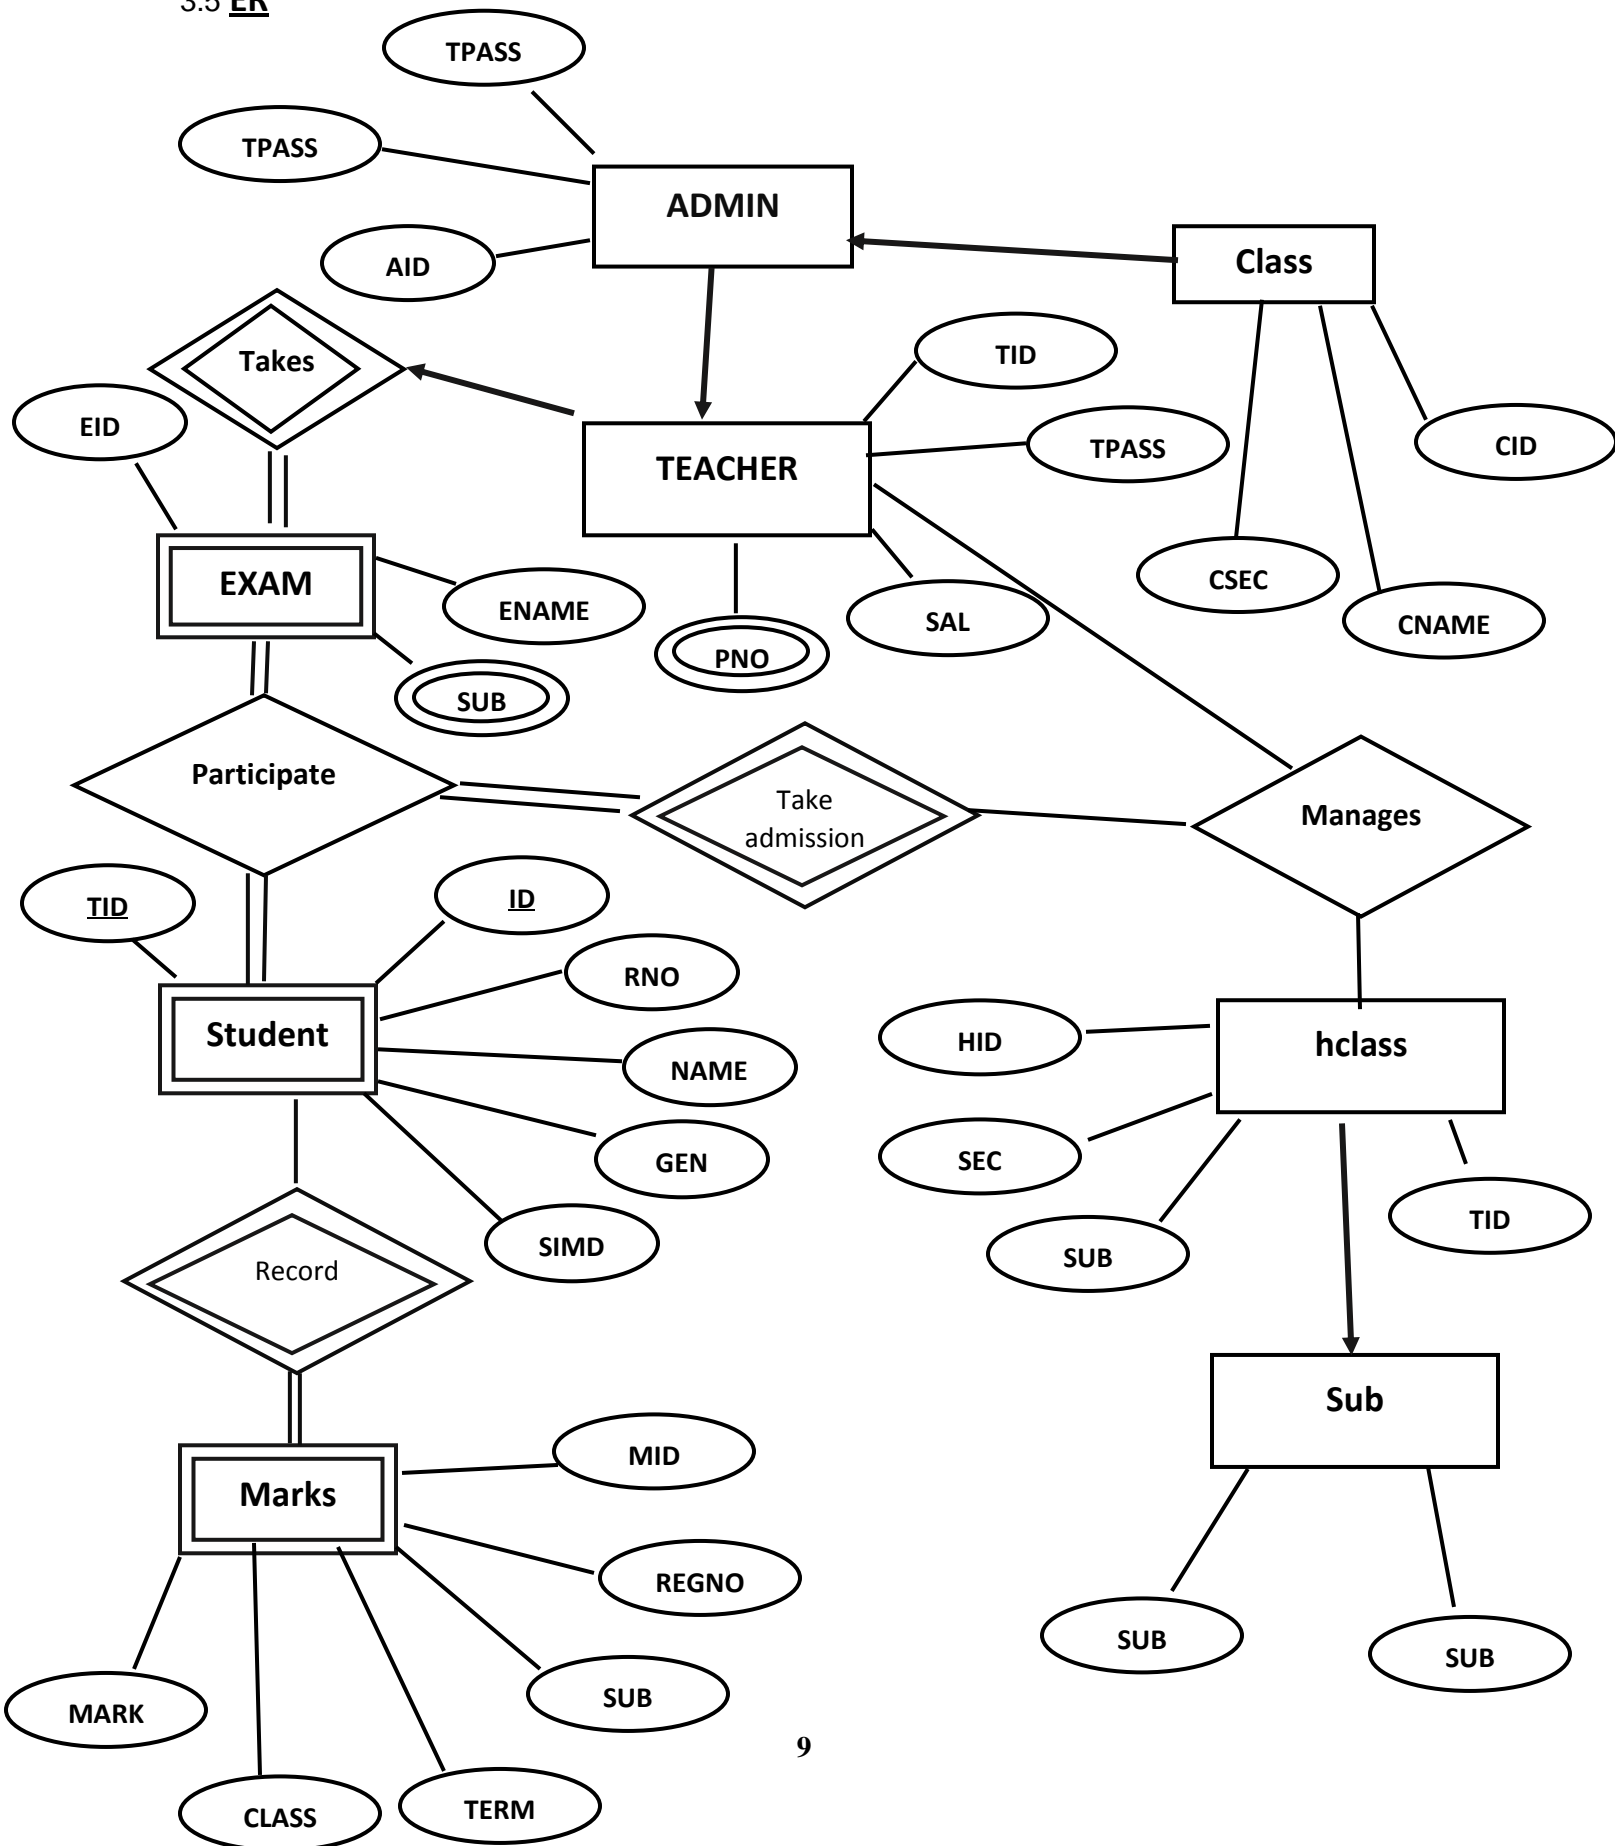 3.5 ER
TPASS
TPASS
ADMIN
AID
Class
Takes
TID
EID
TEACHER
TPASS
CID
EXAM
ENAME
CSEC
SAL
CNAME
PNO
SUB
Participate
Take
admission
Manages
TID
ID
RNO
Student
HID
hclass
NAME
GEN
SEC
SIMD
TID
SUB
Record
Sub
MID
Marks
REGNO
SUB
SUB
SUB
MARK
9
CLASS
TERM